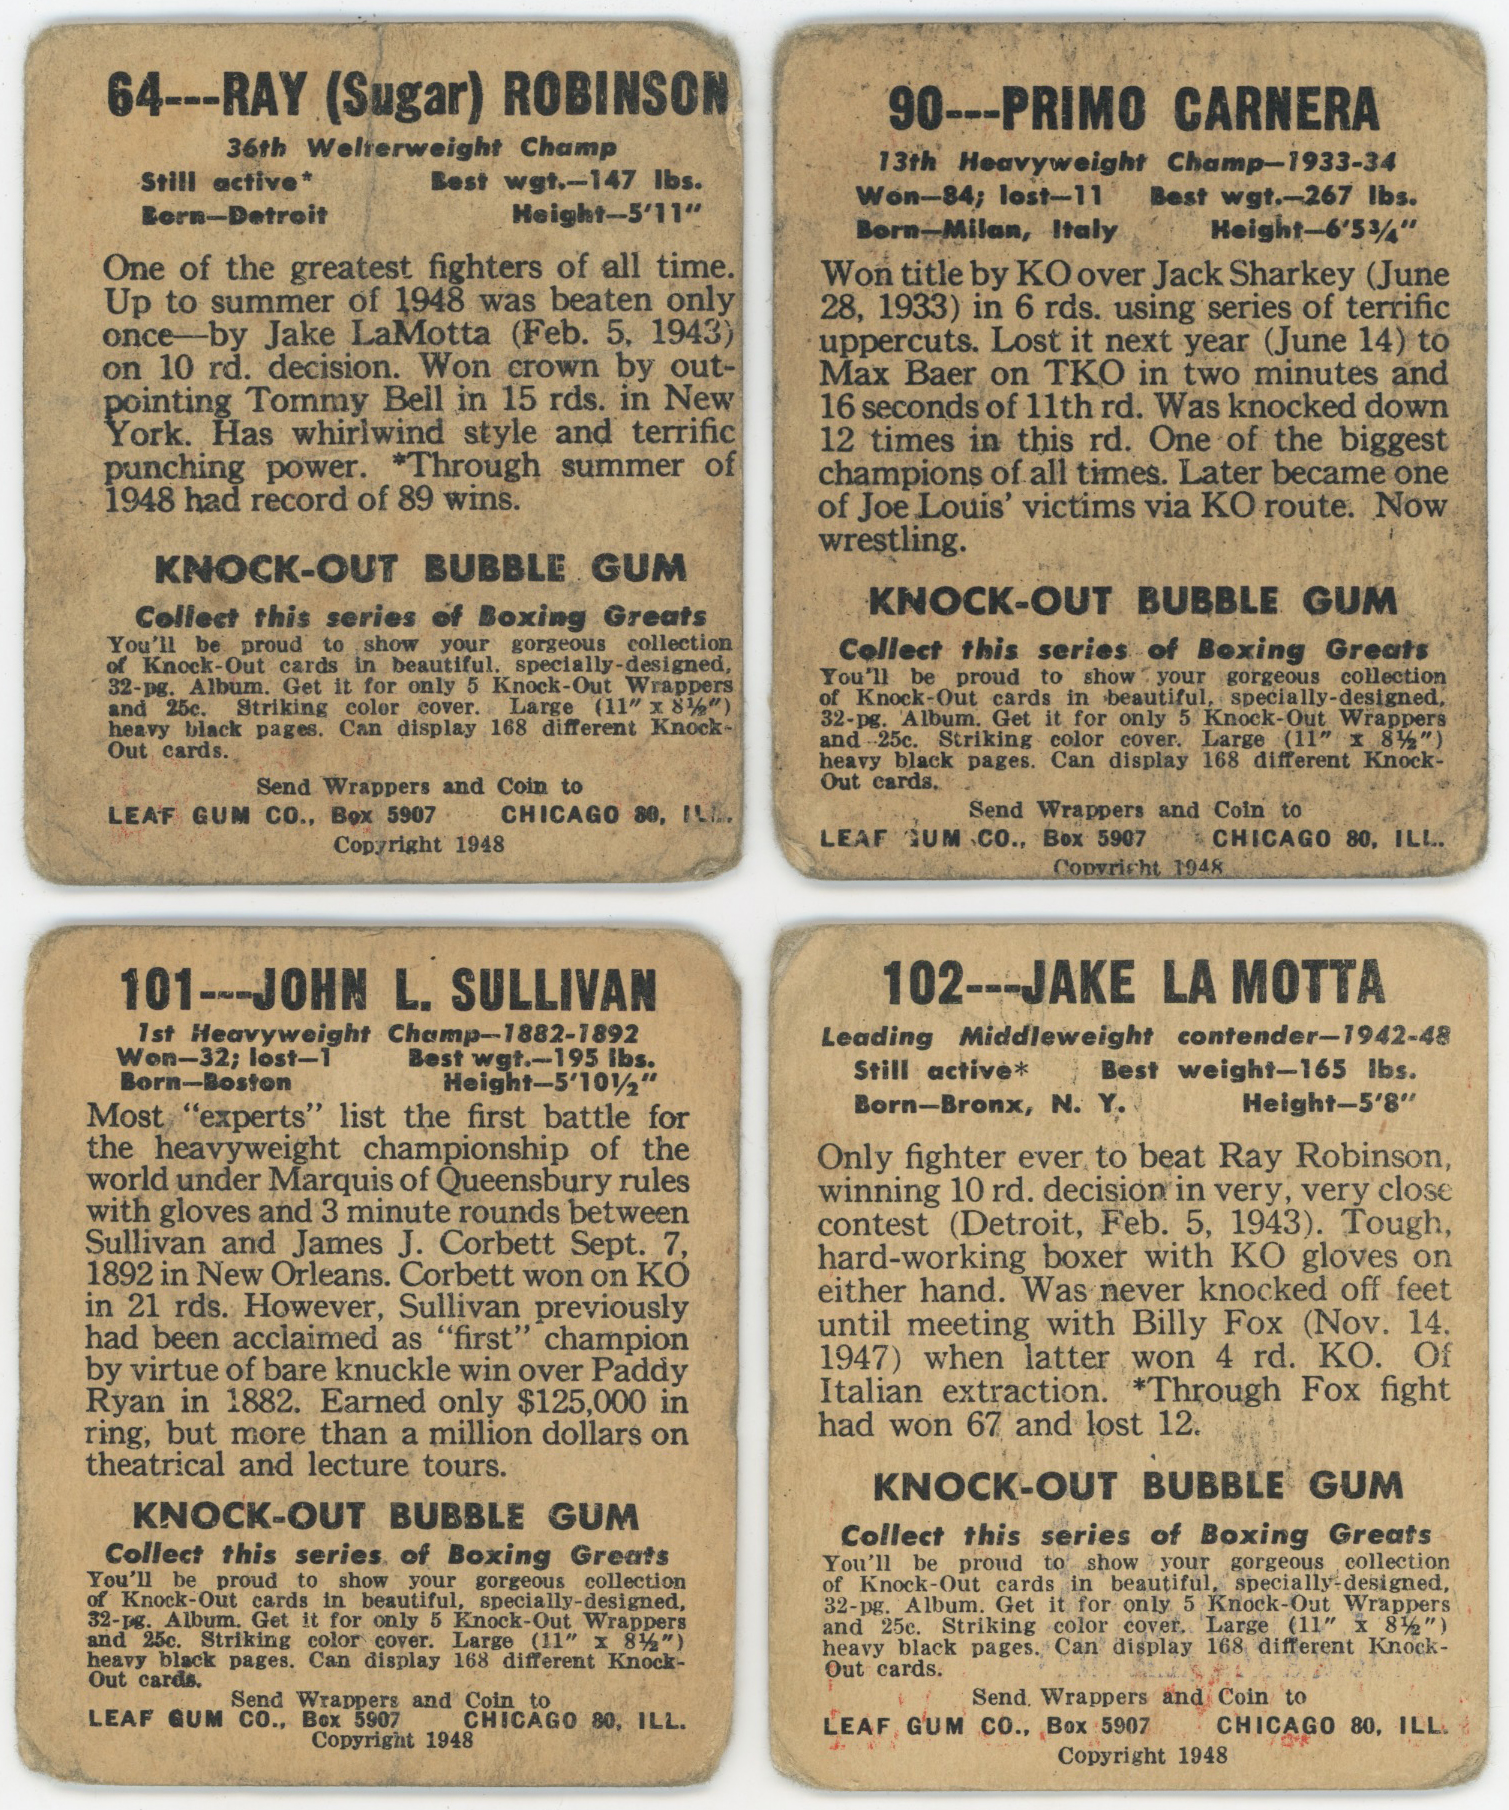 64---RAY (Sugar) ROBINSON
36th Welterweight Champ
Still active* Best wgt.—147 lbs.
Born—Detroit Height—5'11"
One of the greatest fighters of all time.
Up to summer of 1948 was beaten only
once—by Jake LaMotta (Feb. 5, 1943)
on 10 rd. decision. Won crown by out-
pointing Tommy Bell in 15 rds. in New
York. Has whirlwind style and terrific
punching power. *Through summer of
1948 had record of 89 wins.
KNOCK-OUT BUBBLE GUM
Collect this series of Boxing Greats
You'll be proud to show your gorgeous collection
of Knock-Out cards in beautiful, specially-designed,
32-pg. Album. Get it for only 5 Knock-Out Wrappers
and 25c. Striking color cover. Large (11" x 8½")
heavy black pages. Can display 168 different Knock-
Out cards.
Send Wrappers and Coin to
LEAF GUM CO., Box 5907 CHICAGO 80, ILL.
Copyright 1948
90---PRIMO CARNERA
13th Heavyweight Champ—1933-34
Won—84; lost—11 Best wgt.—267 lbs.
Born—Milan, Italy Height—6'5¾"
Won title by KO over Jack Sharkey (June
28, 1933) in 6 rds. using series of terrific
uppercuts. Lost it next year (June 14) to
Max Baer on TKO in two minutes and
16 seconds of 11th rd. Was knocked down
12 times in this rd. One of the biggest
champions of all times. Later became one
of Joe Louis' victims via KO route. Now
wrestling.
KNOCK-OUT BUBBLE GUM
Collect this series of Boxing Greats
You'll be proud to show your gorgeous collection
of Knock-Out cards in beautiful, specially-designed,
32-pg. Album. Get it for only 5 Knock-Out Wrappers
and 25c. Striking color cover. Large (11" x 8½")
heavy black pages. Can display 168 different Knock-
Out cards.
Send Wrappers and Coin to
LEAF GUM CO., Box 5907 CHICAGO 80, ILL.
Copyright 1948
101---JOHN L. SULLIVAN
1st Heavyweight Champ—1882-1892
Won—32; lost—1 Best wgt.—195 lbs.
Born—Boston Height—5'10½"
Most "experts" list the first battle for
the heavyweight championship of the
world under Marquis of Queensbury rules
with gloves and 3 minute rounds between
Sullivan and James J. Corbett Sept. 7,
1892 in New Orleans. Corbett won on KO
in 21 rds. However, Sullivan previously
had been acclaimed as "first" champion
by virtue of bare knuckle win over Paddy
Ryan in 1882. Earned only $125,000 in
ring, but more than a million dollars on
theatrical and lecture tours.
KNOCK-OUT BUBBLE GUM
Collect this series of Boxing Greats
You'll be proud to show your gorgeous collection
of Knock-Out cards in beautiful, specially-designed,
32-pg. Album. Get it for only 5 Knock-Out Wrappers
and 25c. Striking color cover. Large (11" x 8½")
heavy black pages. Can display 168 different Knock-
Out cards.
Send Wrappers and Coin to
LEAF GUM CO., Box 5907 CHICAGO 80, ILL.
Copyright 1948
102---JAKE LA MOTTA
Leading Middleweight contender—1942-48
Still active* Best weight—165 lbs.
Born—Bronx, N. Y. Height—5'8"
Only fighter ever to beat Ray Robinson,
winning 10 rd. decision in very, very close
contest (Detroit, Feb. 5, 1943). Tough,
hard-working boxer with KO gloves on
either hand. Was never knocked off feet
until meeting with Billy Fox (Nov. 14.
1947) when latter won 4 rd. KO. Of
Italian extraction. *Through Fox fight
had won 67 and lost 12.
KNOCK-OUT BUBBLE GUM
Collect this series of Boxing Greats
You'll be proud to show your gorgeous collection
of Knock-Out cards in beautiful, specially-designed,
32-pg. Album. Get it for only 5 Knock-Out Wrappers
and 25c. Striking color cover. Large (11" x 8½")
heavy black pages. Can display 168 different Knock-
Out cards.
Send Wrappers and Coin to
LEAF GUM CO., Box 5907 CHICAGO 80, ILL.
Copyright 1948